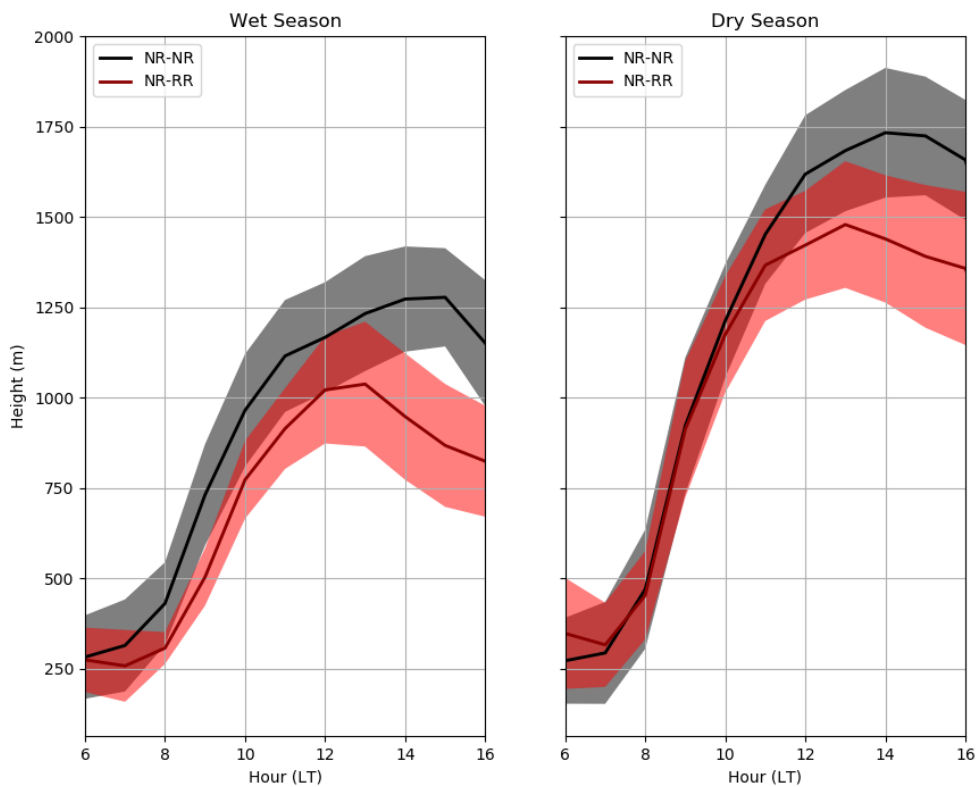 Wet Season
NR-NR
NR-RR
Height (m)
2000
1750
1500
1250
1000
750
500
250
6 8 10 12 14 16
Hour (LT)
Dry Season
NR-NR
NR-RR
6 8 10 12 14 16
Hour (LT)